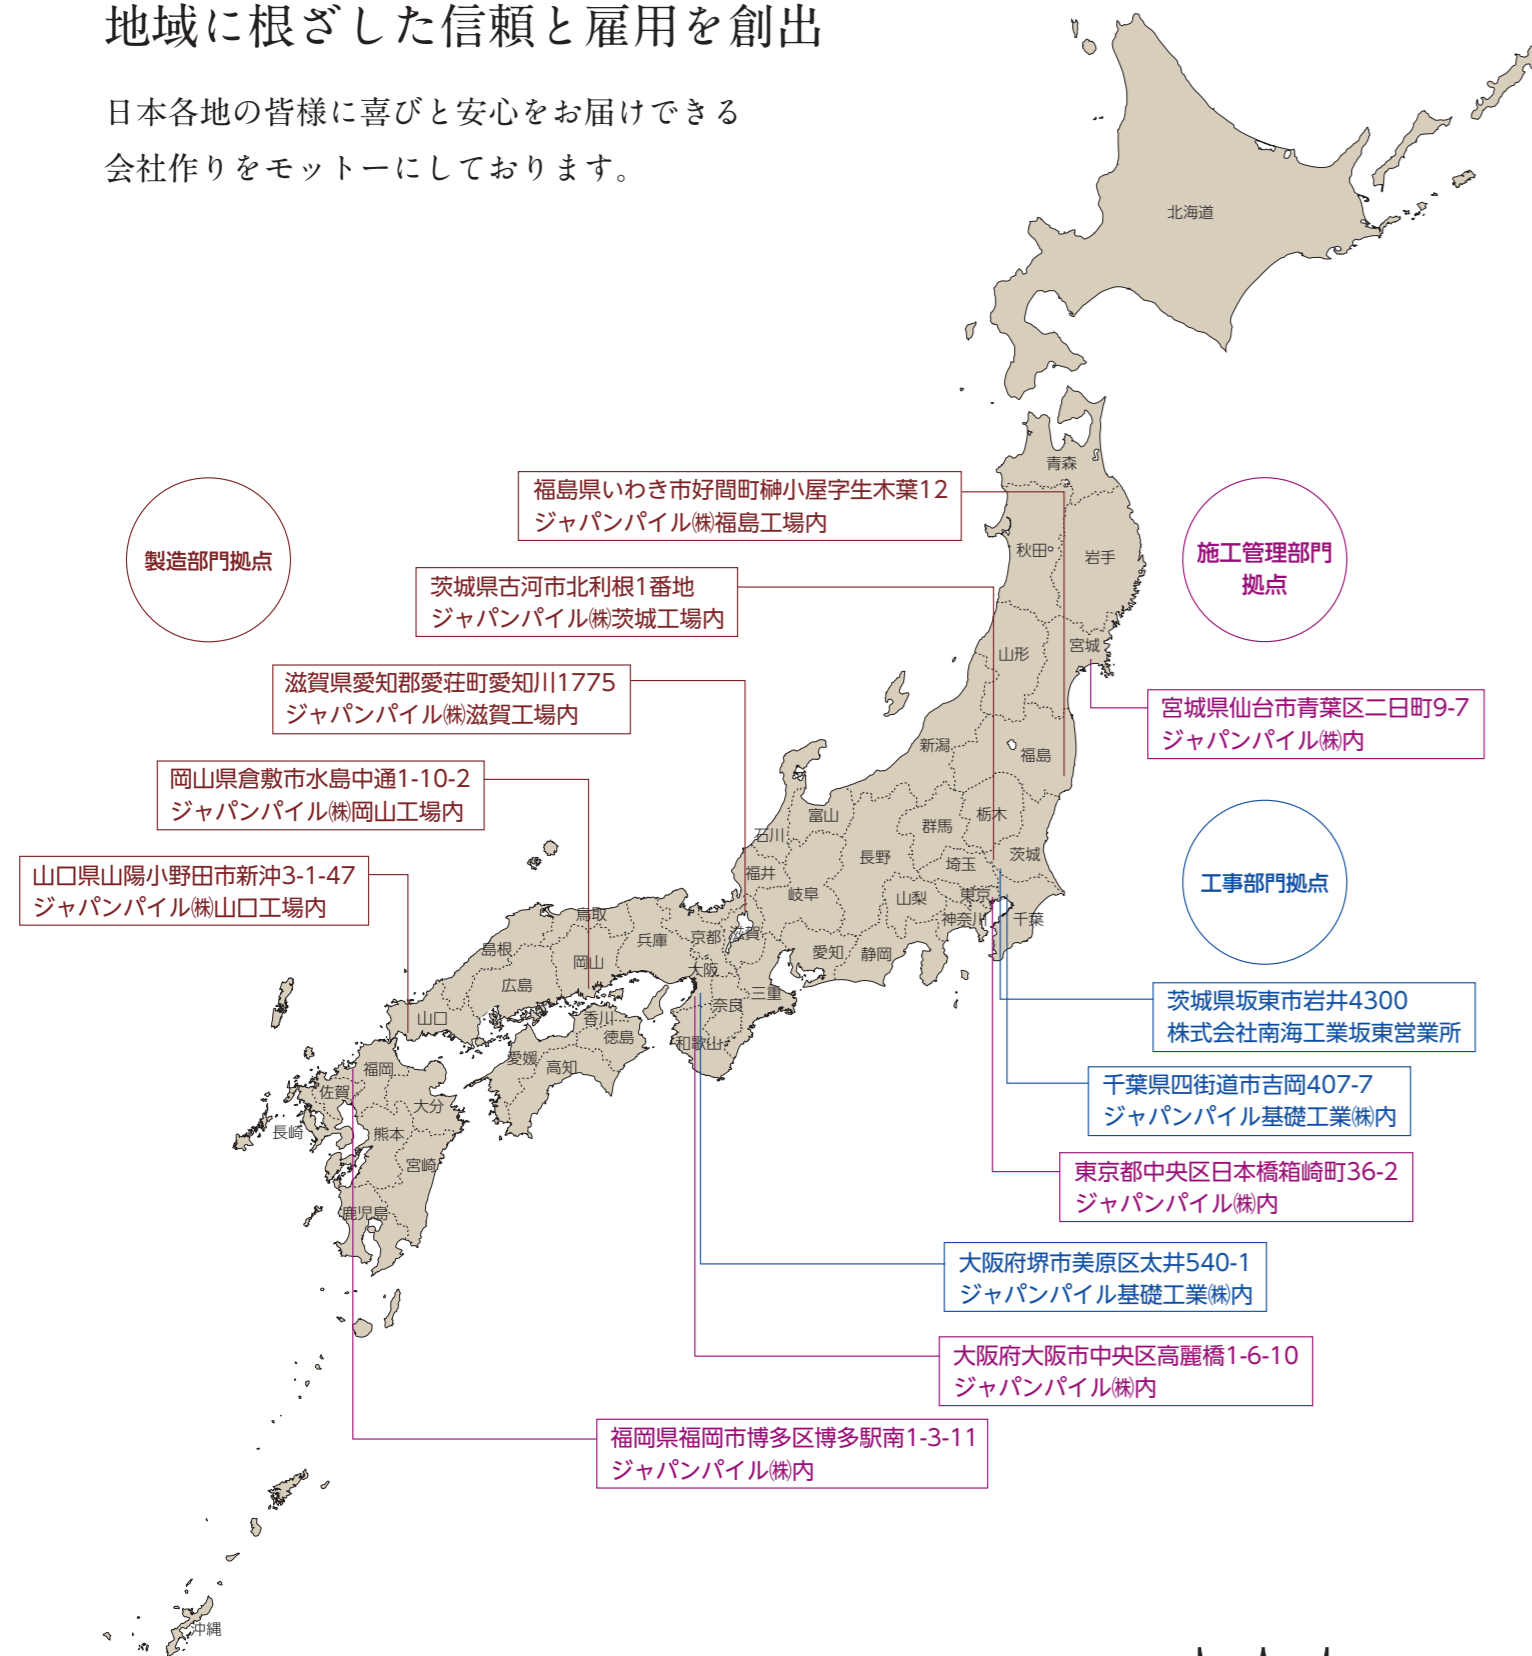 地域に根ざした信頼と雇用を創出
日本各地の皆様に喜びと安心をお届けできる
会社作りをモットーにしております。
北海道
青森
秋田
岩手
山形
宮城
新潟
福島
富山
石川
群馬
栃木
福井
長野
埼玉
茨城
岐阜
山梨
東京
神奈川
千葉
鳥取
兵庫
京都
滋賀
愛知
静岡
島根
岡山
大阪
広島
奈良
三重
山口
香川
徳島
和歌山
愛媛
高知
福岡
佐賀
大分
長崎
熊本
宮崎
鹿児島
沖縄
製造部門拠点
福島県いわき市好間町榊小屋字生木葉12
ジャパンパイル㈱福島工場内
茨城県古河市北利根1番地
ジャパンパイル㈱茨城工場内
滋賀県愛知郡愛荘町愛知川1775
ジャパンパイル㈱滋賀工場内
岡山県倉敷市水島中通1-10-2
ジャパンパイル㈱岡山工場内
山口県山陽小野田市新沖3-1-47
ジャパンパイル㈱山口工場内
施工管理部門
拠点
宮城県仙台市青葉区二日町9-7
ジャパンパイル㈱内
工事部門拠点
茨城県坂東市岩井4300
株式会社南海工業坂東営業所
千葉県四街道市吉岡407-7
ジャパンパイル基礎工業㈱内
東京都中央区日本橋箱崎町36-2
ジャパンパイル㈱内
大阪府堺市美原区太井540-1
ジャパンパイル基礎工業㈱内
大阪府大阪市中央区高麗橋1-6-10
ジャパンパイル㈱内
福岡県福岡市博多区博多駅南1-3-11
ジャパンパイル㈱内